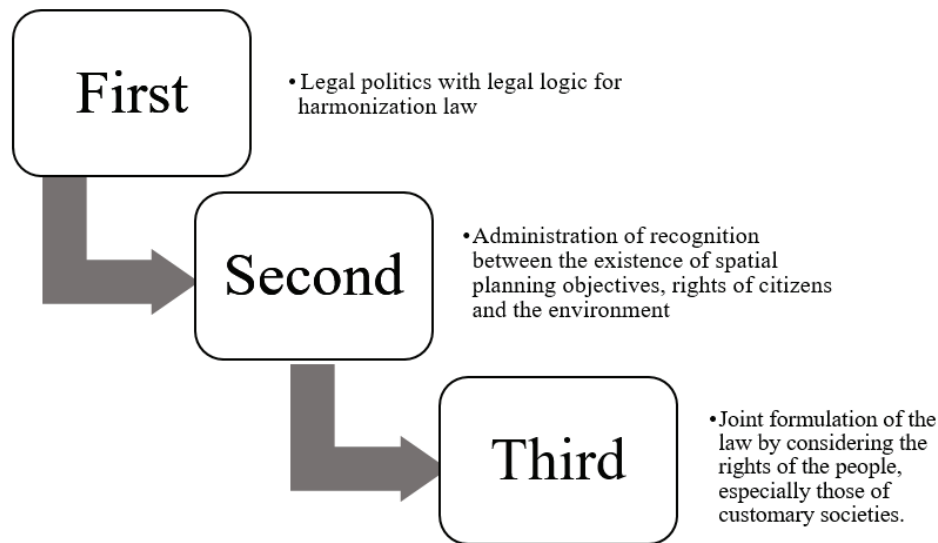 First
• Legal politics with legal logic for
harmonization law
Second
• Administration of recognition
between the existence of spatial
planning objectives, rights of citizens
and the environment
Third
• Joint formulation of the
law by considering the
rights of the people,
especially those of
customary societies.